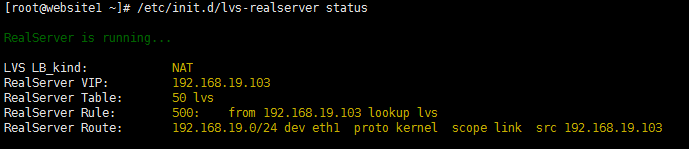 [root@website1 ~]# /etc/init.d/lvs-realserver status
RealServer is running...
LVS LB_kind: NAT
RealServer VIP: 192.168.19.103
RealServer Table: 50 lvs
RealServer Rule: 500: from 192.168.19.103 lookup lvs
RealServer Route: 192.168.19.0/24 dev eth1 proto kernel scope link src 192.168.19.103